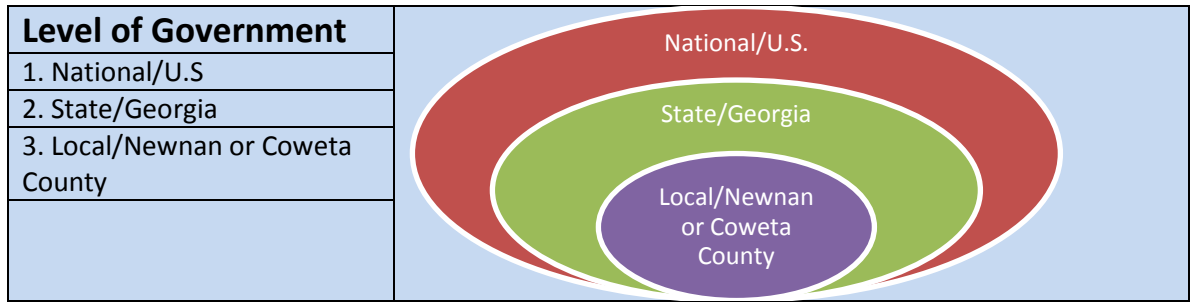 Level of Government
1. National/U.S
2. State/Georgia
3. Local/Newnan or Coweta
County
National/U.S.
State/Georgia
Local/Newnan
or Coweta
County